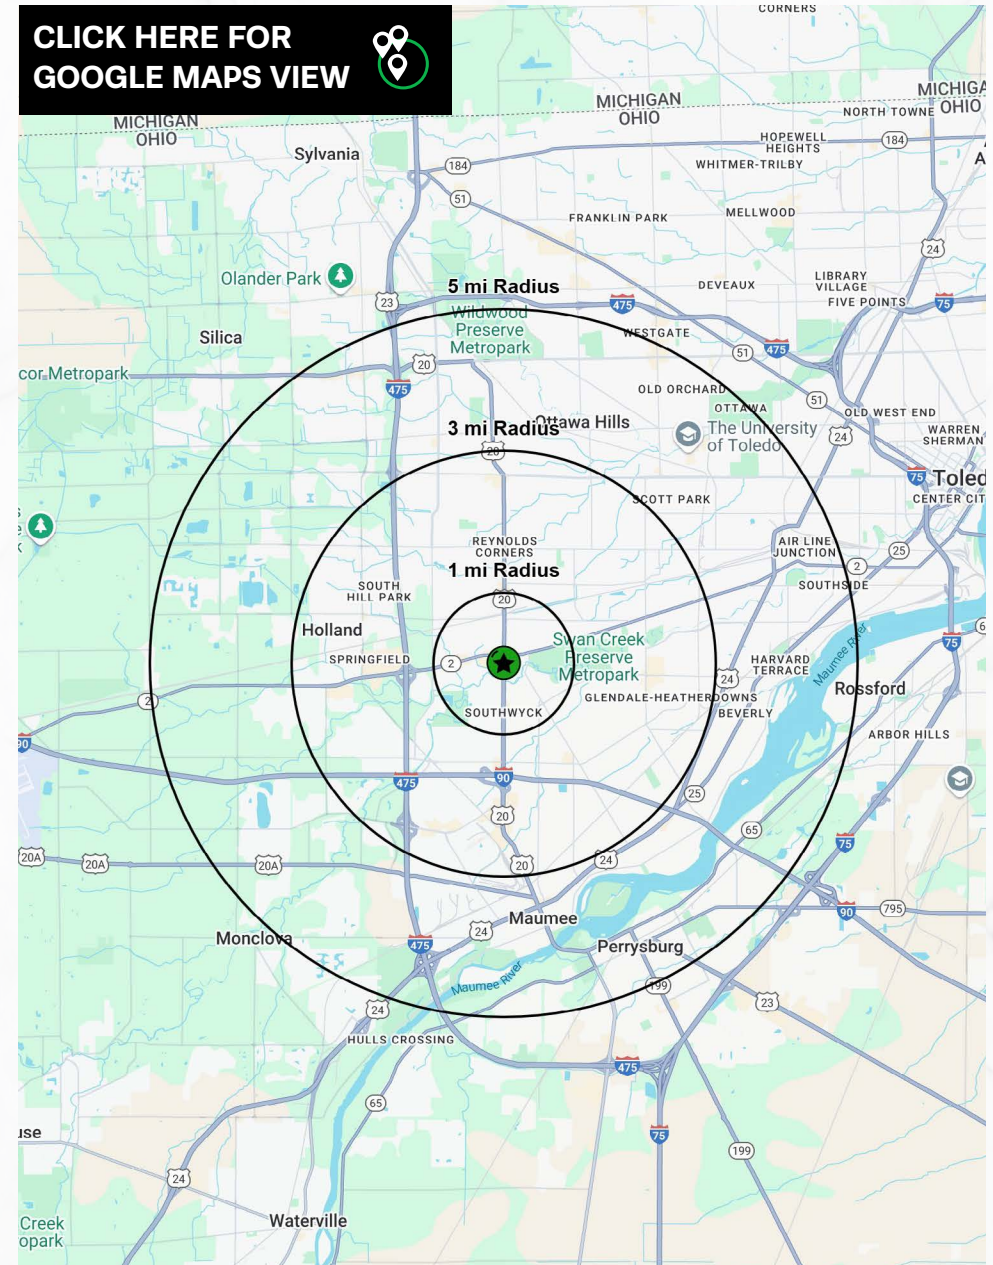 CLICK HERE FOR
GOOGLE MAPS VIEW
CORNERS
MICHIGAN
OHIO
MICHIGAN
OHIO
MICHIGA
OHIO
NORTH TOWNE
HOPEWELL
HEIGHTS
184
A
Sylvania
184
WHITMER-TRILBY
51
FRANKLIN PARK
MELLWOOD
24
Olander Park
5 mi Radius
DEVEAUX
LIBRARY
VILLAGE
23
475
FIVE POINTS
75
Wildwood
Preserve
Metropark
Silica
WESTGATE
51
475
20
cor Metropark
475
OLD ORCHARD
51
OTTAWA
OLD WEST END
Ottawa Hills
3 mi Radius
The University
of Toledo
24
WARREN
SHERMAN
20
75
Toled
CENTER CIT
SCOTT PARK
REYNOLDS
CORNERS
AIR LINE
JUNCTION
25
1 mi Radius
2
SOUTH
HILL PARK
SOUTHSIDE
20
Holland
6
75
Swan Creek
Preserve
Metropark
SPRINGFIELD
2
HARVARD
TERRACE
Maumee River
24
Rossford
GLENDALE-HEATHERDOWNS
2
SOUTHWYCK
BEVERLY
ARBOR HILLS
90
475
90
25
20
65
75
20A
20A
20A
20
24
90
795
Maumee
24
Monclova
475
Perrysburg
Maumee River
199
23
24
HULLS CROSSING
475
65
75
use
199
24
Creek
opark
Waterville